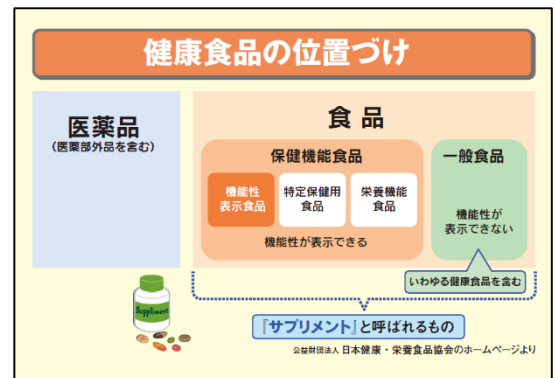 健康食品の位置づけ
医薬品
(医薬部外品を含む)
食品
保健機能食品
機能性
表示食品
特定保健用
食品
栄養機能
食品
機能性が表示できる
一般食品
機能性が
表示できない
いわゆる健康食品を含む
Suppliment
『サプリメント』と呼ばれるもの
公益財団法人 日本健康・栄養食品協会のホームページより